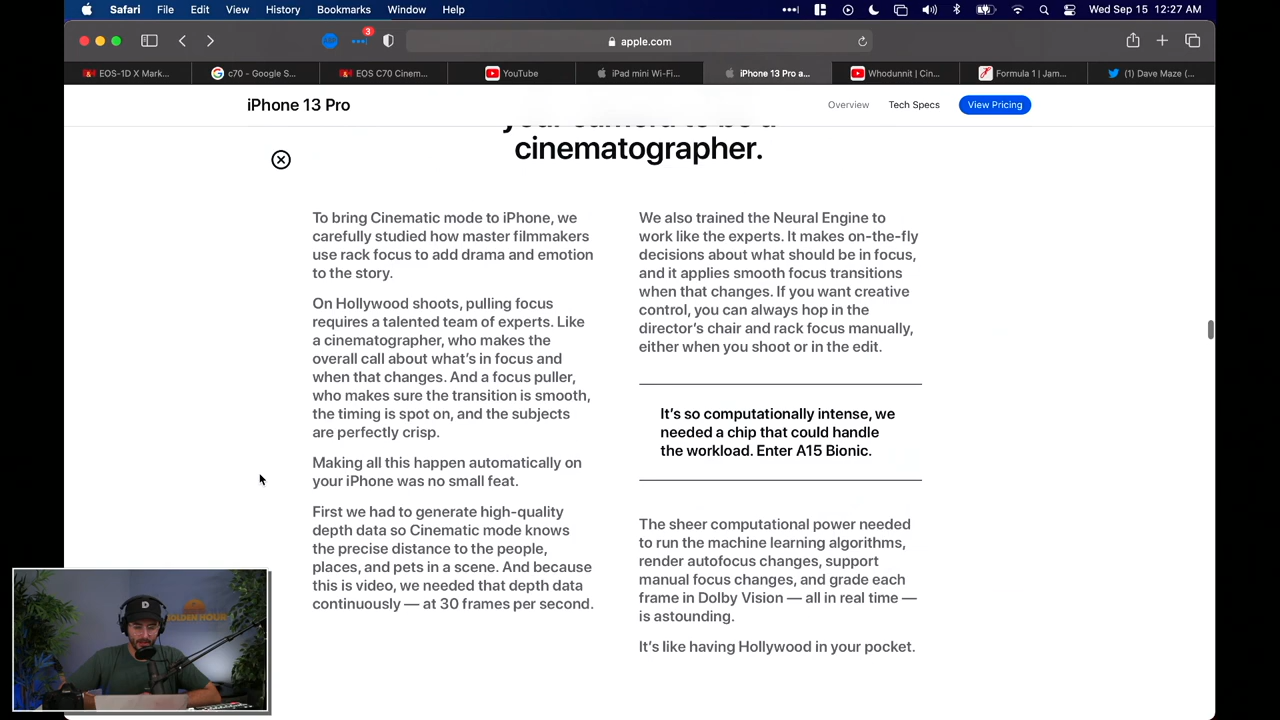 Safari File Edit View History Bookmarks Window Help
Wed Sep 15 12:27 AM
3
apple.com
EOS-1D X Mark...
c70 - Google S...
EOS C70 Cinem...
YouTube
iPad mini Wi-Fi...
iPhone 13 Pro a...
Whodunnit | Cin...
Formula 1 | Jam...
(1) Dave Maze (...
iPhone 13 Pro
Overview
Tech Specs
View Pricing
your camera to be a
cinematographer.
To bring Cinematic mode to iPhone, we
carefully studied how master filmmakers
use rack focus to add drama and emotion
to the story.
On Hollywood shoots, pulling focus
requires a talented team of experts. Like
a cinematographer, who makes the
overall call about what's in focus and
when that changes. And a focus puller,
who makes sure the transition is smooth,
the timing is spot on, and the subjects
are perfectly crisp.
Making all this happen automatically on
your iPhone was no small feat.
First we had to generate high-quality
depth data so Cinematic mode knows
the precise distance to the people,
places, and pets in a scene. And because
this is video, we needed that depth data
continuously — at 30 frames per second.
We also trained the Neural Engine to
work like the experts. It makes on-the-fly
decisions about what should be in focus,
and it applies smooth focus transitions
when that changes. If you want creative
control, you can always hop in the
director's chair and rack focus manually,
either when you shoot or in the edit.
It's so computationally intense, we
needed a chip that could handle
the workload. Enter A15 Bionic.
The sheer computational power needed
to run the machine learning algorithms,
render autofocus changes, support
manual focus changes, and grade each
frame in Dolby Vision — all in real time —
is astounding.
It's like having Hollywood in your pocket.
D
GOLDEN HOUR